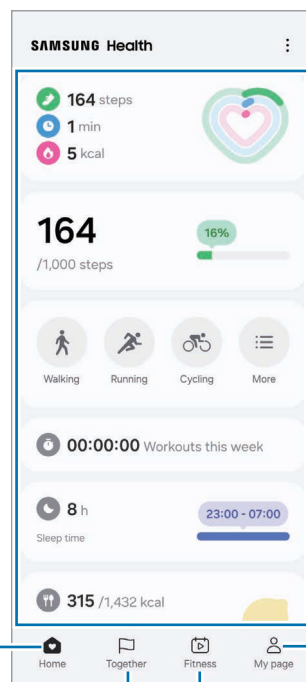 SAMSUNG Health
164 steps
1 min
5 kcal
164
/1,000 steps
16%
Walking
Running
Cycling
More
00:00:00 Workouts this week
8 h
Sleep time
23:00 - 07:00
315 /1,432 kcal
Home
Together
Fitness
My page